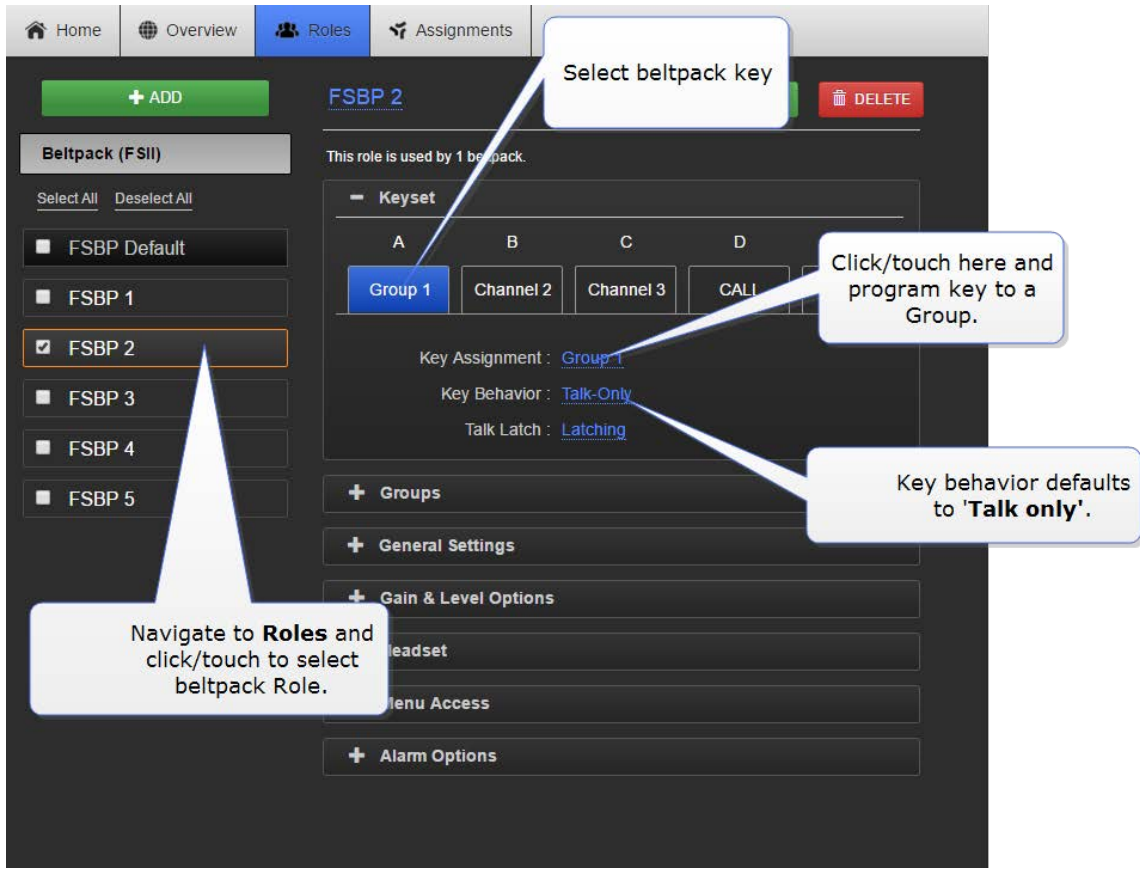 Home
Overview
Roles
Assignments
Select beltpack key
+ ADD
FSBP 2
DELETE
Beltpack (FSII)
This role is used by 1 beltpack.
Select All Deselect All
− Keyset
A B C D
FSBP Default
Group 1 Channel 2 Channel 3 CALL
Click/touch here and
program key to a
Group.
FSBP 1
FSBP 2
Key Assignment : Group 1
Key Behavior : Talk-Only
FSBP 3
Talk Latch : Latching
FSBP 4
FSBP 5
Key behavior defaults
to 'Talk only'.
+ Groups
+ General Settings
+ Gain & Level Options
Navigate to Roles and
click/touch to select
beltpack Role.
Headset
Menu Access
+ Alarm Options